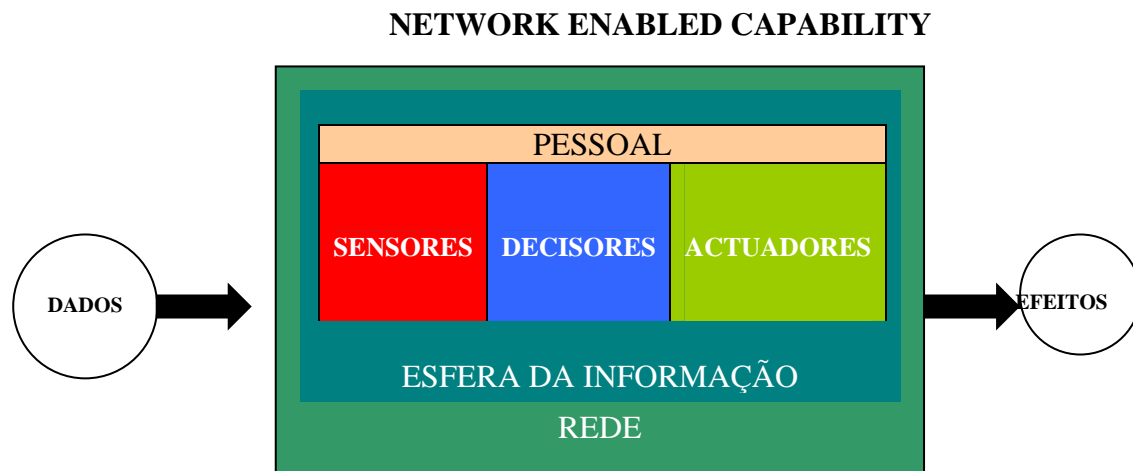 NETWORK ENABLED CAPABILITY
PESSOAL
SENSORES
DECISORES
ACTUADORES
DADOS
EFEITOS
ESFERA DA INFORMAÇÃO
REDE